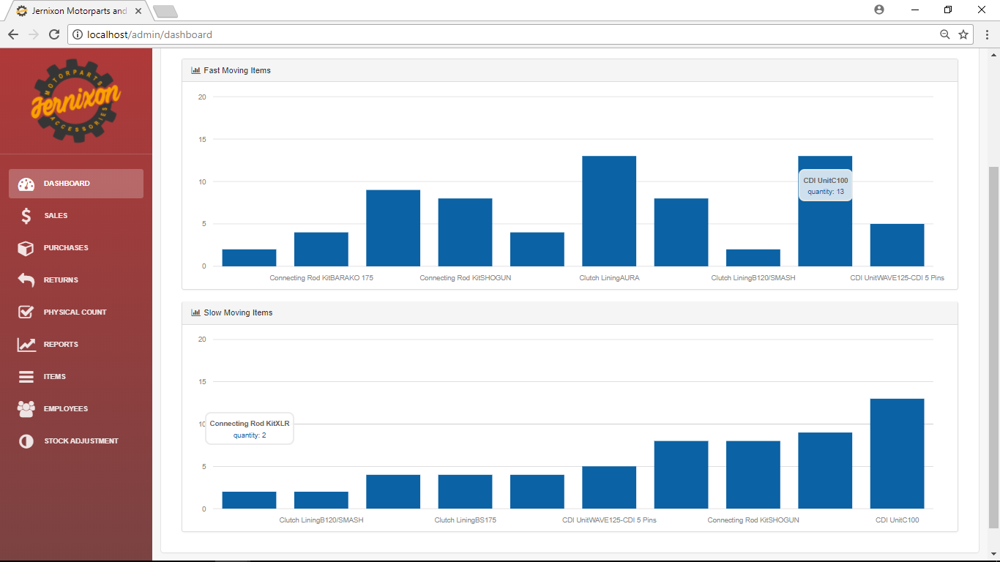 Jernixon Motorparts and
localhost/admin/dashboard
MOTORPARTS
Jernixon
ACCESSORIES
DASHBOARD
SALES
PURCHASES
RETURNS
PHYSICAL COUNT
REPORTS
ITEMS
EMPLOYEES
STOCK ADJUSTMENT
Fast Moving Items
20
15
10
5
0
CDI UnitC100
quantity: 13
Connecting Rod KitBARAKO 175
Connecting Rod KitSHOGUN
Clutch LiningAURA
Clutch LiningB120/SMASH
CDI UnitWAVE125-CDI 5 Pins
Slow Moving Items
20
15
10
5
0
Connecting Rod KitXLR
quantity: 2
Clutch LiningB120/SMASH
Clutch LiningBS175
CDI UnitWAVE125-CDI 5 Pins
Connecting Rod KitSHOGUN
CDI UnitC100